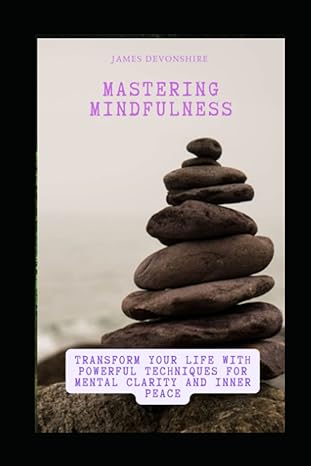 JAMES DEVONSHIRE
MASTERING
MINDFULNESS
TRANSFORM YOUR LIFE WITH
POWERFUL TECHNIQUES FOR
MENTAL CLARITY AND INNER
PEACE